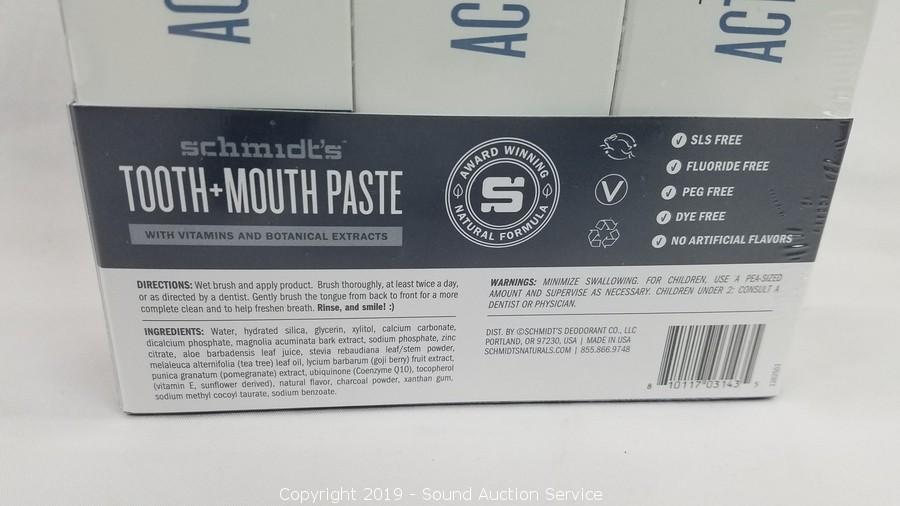 AC
AC
ACT
schmidt's™
TOOTH+MOUTH PASTE
WITH VITAMINS AND BOTANICAL EXTRACTS
AWARD WINNING
S
NATURAL FORMULA
V
SLS FREE
FLUORIDE FREE
PEG FREE
DYE FREE
NO ARTIFICIAL FLAVORS
DIRECTIONS: Wet brush and apply product. Brush thoroughly, at least twice a day,
or as directed by a dentist. Gently brush the tongue from back to front for a more
complete clean and to help freshen breath. Rinse, and smile! :)
INGREDIENTS: Water, hydrated silica, glycerin, xylitol, calcium carbonate,
dicalcium phosphate, magnolia acuminata bark extract, sodium phosphate, zinc
citrate, aloe barbadensis leaf juice, stevia rebaudiana leaf/stem powder,
melaleuca alternifolia (tea tree) leaf oil, lycium barbarum (goji berry) fruit extract,
punica granatum (pomegranate) extract, ubiquinone (Coenzyme Q10), tocopherol
(vitamin E, sunflower derived), natural flavor, charcoal powder, xanthan gum,
sodium methyl cocoyl taurate, sodium benzoate.
WARNINGS: MINIMIZE SWALLOWING. FOR CHILDREN, USE A PEA-SIZED
AMOUNT AND SUPERVISE AS NECESSARY. CHILDREN UNDER 2: CONSULT A
DENTIST OR PHYSICIAN.
DIST. BY ©SCHMIDT'S DEODORANT CO., LLC
PORTLAND, OR 97230, USA | MADE IN USA
SCHMIDTSNATURALS.COM | 855.866.9748
8 10117 03143 5
Copyright 2019 - Sound Auction Service